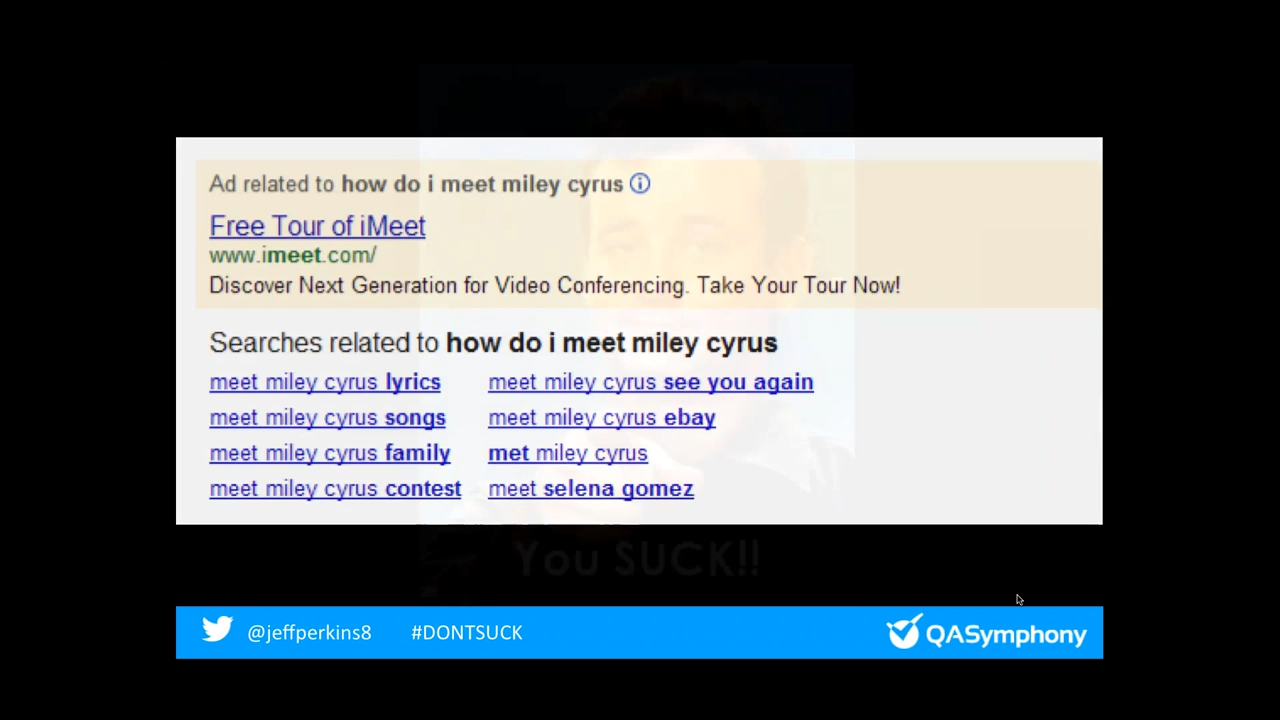 Ad related to how do i meet miley cyrus
Free Tour of iMeet
www.imeet.com/
Discover Next Generation for Video Conferencing. Take Your Tour Now!
Searches related to how do i meet miley cyrus
meet miley cyrus lyrics meet miley cyrus see you again
meet miley cyrus songs meet miley cyrus ebay
meet miley cyrus family met miley cyrus
meet miley cyrus contest meet selena gomez
You SUCK!!
@jeffperkins8 #DONTSUCK QASymphony